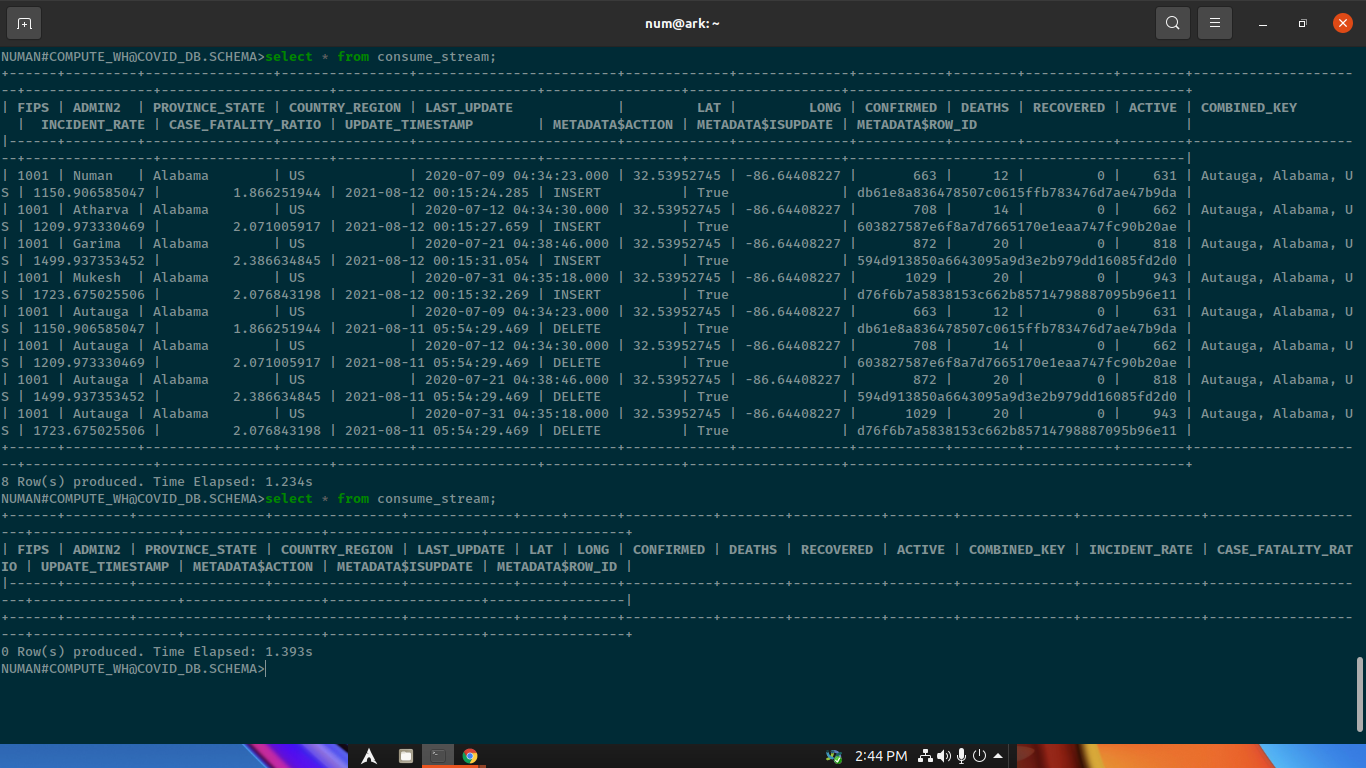 num@ark: ~
NUMAN#COMPUTE_WH@COVID_DB.SCHEMA>select * from consume_stream;
+------+---------+----------------+----------------+-------------------------+-------------+--------------+-----------+--------+-----------+--------+--------------------
--+----------------+---------------------+-------------------------+-----------------+-------------------+------------------------------------------+
| FIPS | ADMIN2  | PROVINCE_STATE | COUNTRY_REGION | LAST_UPDATE             |         LAT |         LONG | CONFIRMED | DEATHS | RECOVERED | ACTIVE | COMBINED_KEY
  |  INCIDENT_RATE | CASE_FATALITY_RATIO | UPDATE_TIMESTAMP        | METADATA$ACTION | METADATA$ISUPDATE | METADATA$ROW_ID                          |
|------+---------+----------------+----------------+-------------------------+-------------+--------------+-----------+--------+-----------+--------+--------------------
--+----------------+---------------------+-------------------------+-----------------+-------------------+------------------------------------------|
| 1001 | Numan   | Alabama        | US             | 2020-07-09 04:34:23.000 | 32.53952745 | -86.64408227 |       663 |     12 |         0 |    631 | Autauga, Alabama, U
S | 1150.906585047 |         1.866251944 | 2021-08-12 00:15:24.285 | INSERT          | True              | db61e8a836478507c0615ffb783476d7ae47b9da |
| 1001 | Atharva | Alabama        | US             | 2020-07-12 04:34:30.000 | 32.53952745 | -86.64408227 |       708 |     14 |         0 |    662 | Autauga, Alabama, U
S | 1209.973330469 |         2.071005917 | 2021-08-12 00:15:27.659 | INSERT          | True              | 603827587e6f8a7d7665170e1eaa747fc90b20ae |
| 1001 | Garima  | Alabama        | US             | 2020-07-21 04:38:46.000 | 32.53952745 | -86.64408227 |       872 |     20 |         0 |    818 | Autauga, Alabama, U
S | 1499.937353452 |         2.386634845 | 2021-08-12 00:15:31.054 | INSERT          | True              | 594d913850a6643095a9d3e2b979dd16085fd2d0 |
| 1001 | Mukesh  | Alabama        | US             | 2020-07-31 04:35:18.000 | 32.53952745 | -86.64408227 |      1029 |     20 |         0 |    943 | Autauga, Alabama, U
S | 1723.675025506 |         2.076843198 | 2021-08-12 00:15:32.269 | INSERT          | True              | d76f6b7a5838153c662b85714798887095b96e11 |
| 1001 | Autauga | Alabama        | US             | 2020-07-09 04:34:23.000 | 32.53952745 | -86.64408227 |       663 |     12 |         0 |    631 | Autauga, Alabama, U
S | 1150.906585047 |         1.866251944 | 2021-08-11 05:54:29.469 | DELETE          | True              | db61e8a836478507c0615ffb783476d7ae47b9da |
| 1001 | Autauga | Alabama        | US             | 2020-07-12 04:34:30.000 | 32.53952745 | -86.64408227 |       708 |     14 |         0 |    662 | Autauga, Alabama, U
S | 1209.973330469 |         2.071005917 | 2021-08-11 05:54:29.469 | DELETE          | True              | 603827587e6f8a7d7665170e1eaa747fc90b20ae |
| 1001 | Autauga | Alabama        | US             | 2020-07-21 04:38:46.000 | 32.53952745 | -86.64408227 |       872 |     20 |         0 |    818 | Autauga, Alabama, U
S | 1499.937353452 |         2.386634845 | 2021-08-11 05:54:29.469 | DELETE          | True              | 594d913850a6643095a9d3e2b979dd16085fd2d0 |
| 1001 | Autauga | Alabama        | US             | 2020-07-31 04:35:18.000 | 32.53952745 | -86.64408227 |      1029 |     20 |         0 |    943 | Autauga, Alabama, U
S | 1723.675025506 |         2.076843198 | 2021-08-11 05:54:29.469 | DELETE          | True              | d76f6b7a5838153c662b85714798887095b96e11 |
+------+---------+----------------+----------------+-------------------------+-------------+--------------+-----------+--------+-----------+--------+--------------------
--+----------------+---------------------+-------------------------+-----------------+-------------------+------------------------------------------+
8 Row(s) produced. Time Elapsed: 1.234s
NUMAN#COMPUTE_WH@COVID_DB.SCHEMA>select * from consume_stream;
+------+--------+----------------+----------------+-------------+-----+------+-----------+--------+-----------+--------+--------------+---------------+------------------
---+------------------+-----------------+-------------------+-----------------+
| FIPS | ADMIN2 | PROVINCE_STATE | COUNTRY_REGION | LAST_UPDATE | LAT | LONG | CONFIRMED | DEATHS | RECOVERED | ACTIVE | COMBINED_KEY | INCIDENT_RATE | CASE_FATALITY_RAT
IO | UPDATE_TIMESTAMP | METADATA$ACTION | METADATA$ISUPDATE | METADATA$ROW_ID |
|------+--------+----------------+----------------+-------------+-----+------+-----------+--------+-----------+--------+--------------+---------------+------------------
---+------------------+-----------------+-------------------+-----------------|
+------+--------+----------------+----------------+-------------+-----+------+-----------+--------+-----------+--------+--------------+---------------+------------------
---+------------------+-----------------+-------------------+-----------------+
0 Row(s) produced. Time Elapsed: 1.393s
NUMAN#COMPUTE_WH@COVID_DB.SCHEMA>
2:44 PM